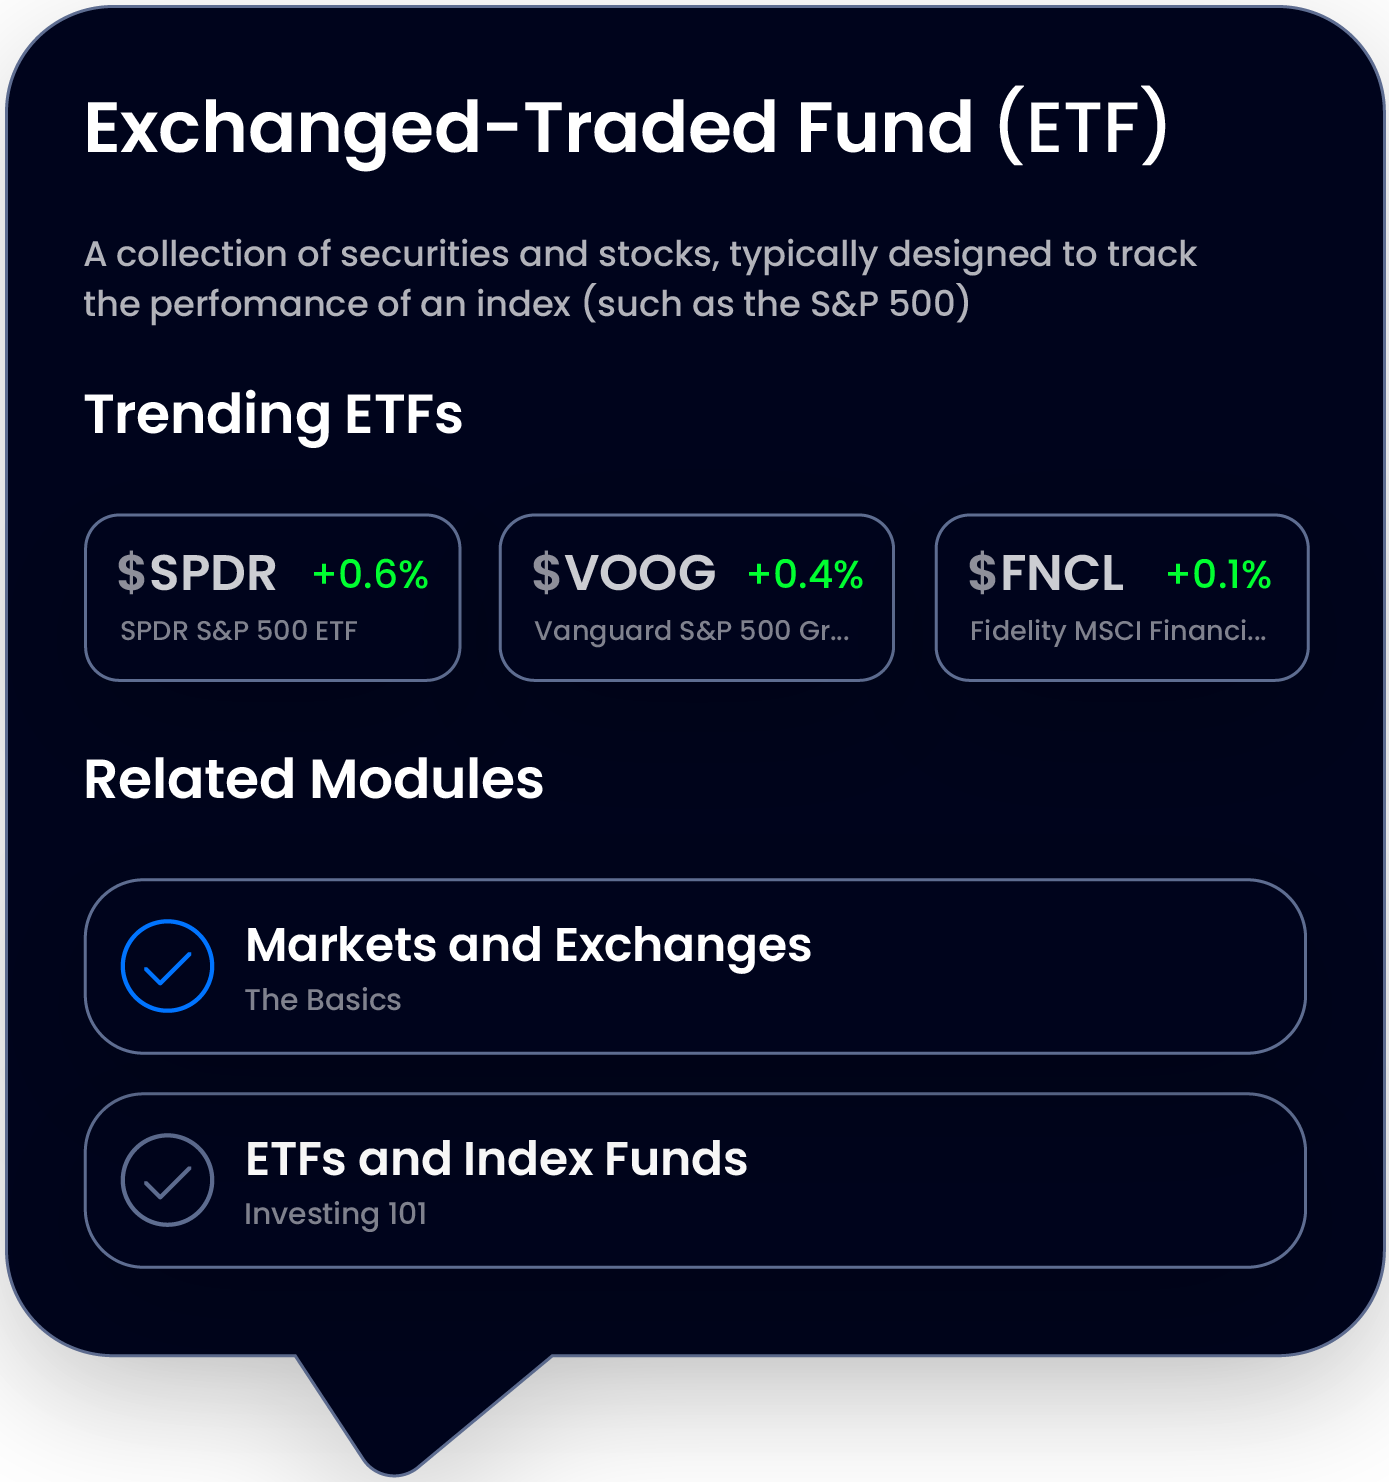 Exchanged-Traded Fund (ETF)
A collection of securities and stocks, typically designed to track
the perfomance of an index (such as the S&P 500)
Trending ETFs
$SPDR +0.6%
SPDR S&P 500 ETF
$VOOG +0.4%
Vanguard S&P 500 Gr...
$FNCL +0.1%
Fidelity MSCI Financi...
Related Modules
Markets and Exchanges
The Basics
ETFs and Index Funds
Investing 101